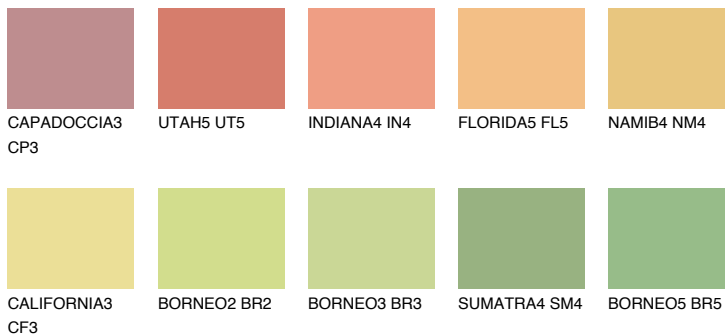 CAPADOCCIA3
CP3
UTAH5 UT5
INDIANA4 IN4
FLORIDA5 FL5
NAMIB4 NM4
CALIFORNIA3
CF3
BORNEO2 BR2
BORNEO3 BR3
SUMATRA4 SM4
BORNEO5 BR5